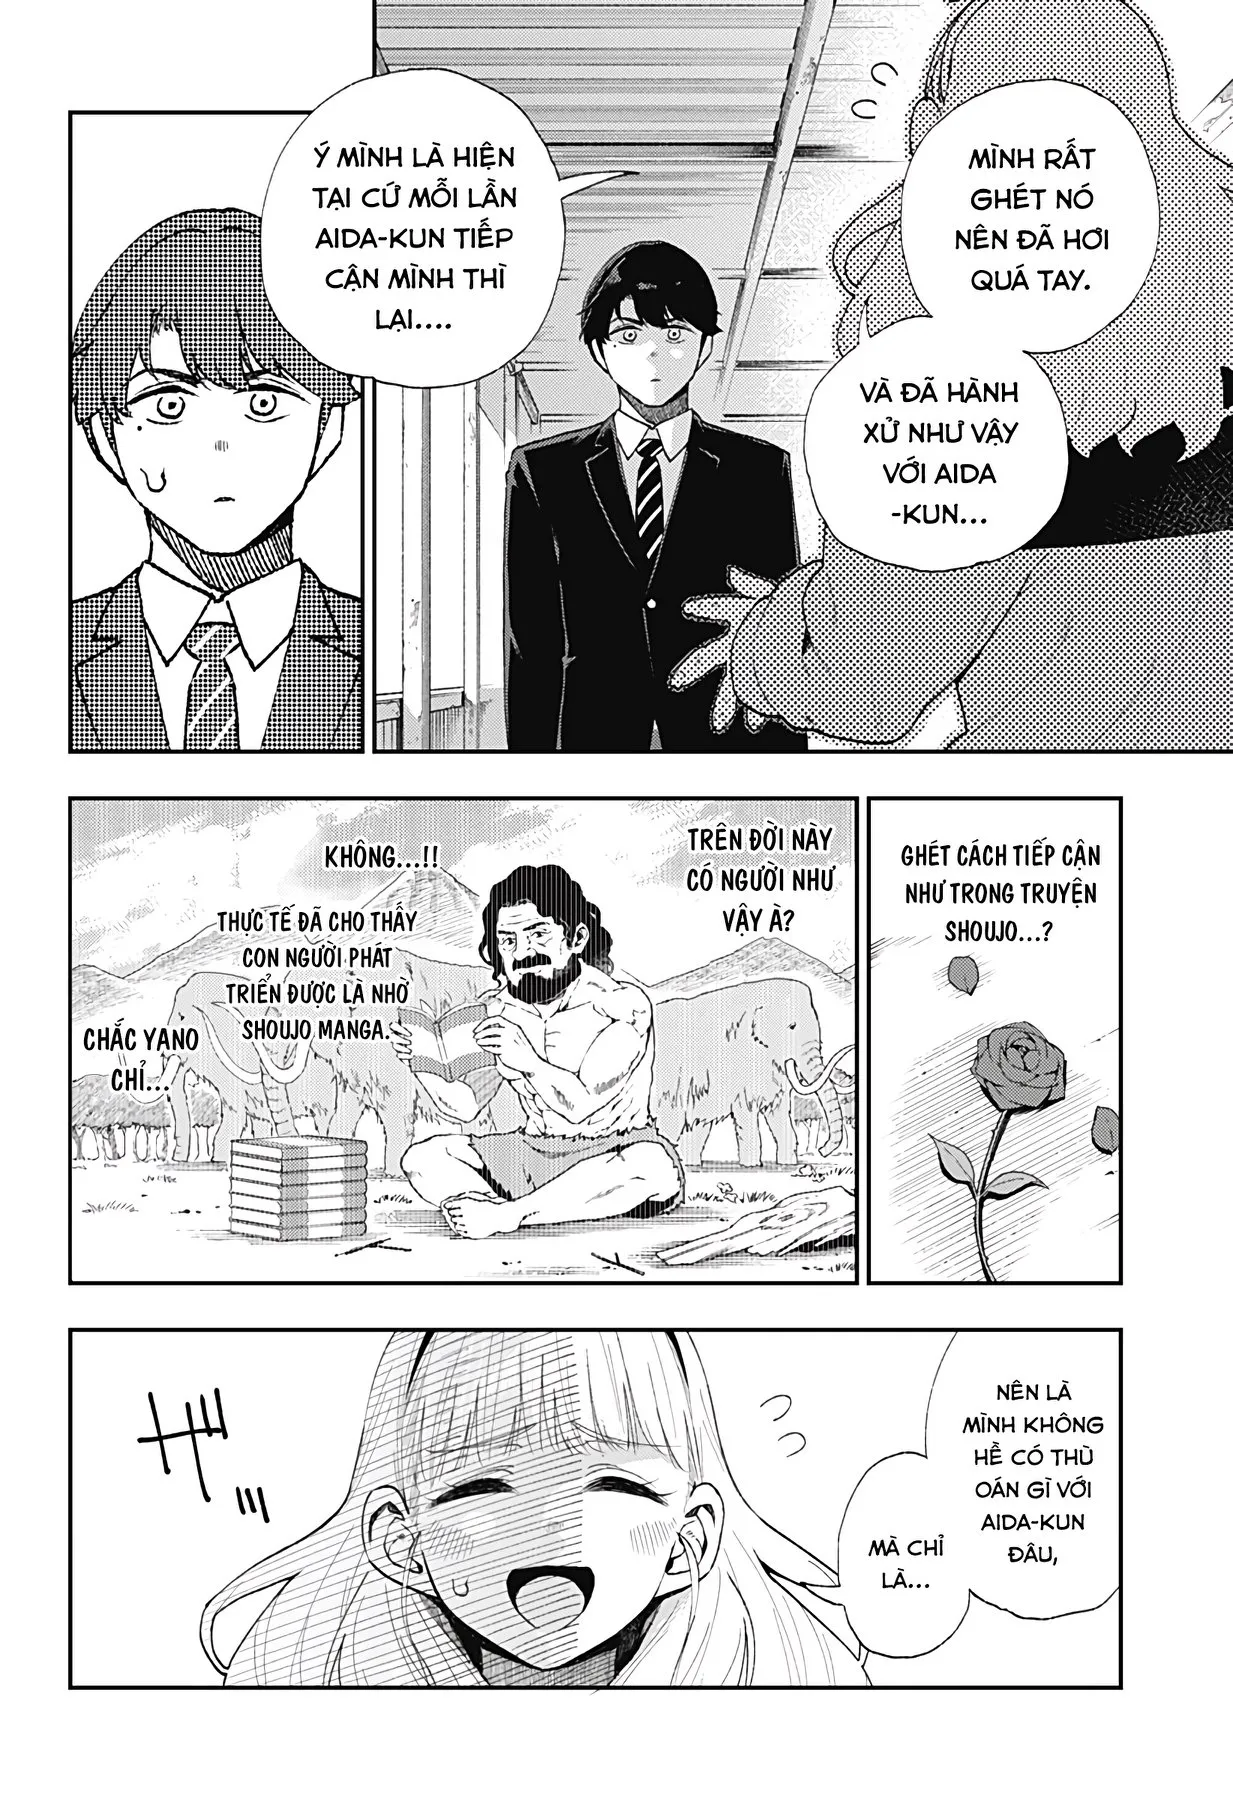 MÌNH RẤT
GHÉT NÓ
NÊN ĐÃ HƠI
QUÁ TAY.
VÀ ĐÃ HÀNH
XỬ NHƯ VẬY
VỚI AIDA
-KUN...
Ý MÌNH LÀ HIỆN
TẠI CỨ MỖI LẦN
AIDA-KUN TIẾP
CẬN MÌNH THÌ
LẠI....
GHÉT CÁCH TIẾP CẬN
NHƯ TRONG TRUYỆN
SHOUJO...?
TRÊN ĐỜI NÀY
CÓ NGƯỜI NHƯ
VẬY À?
KHÔNG...!!
THỰC TẾ ĐÃ CHO THẤY
CON NGƯỜI PHÁT
TRIỂN ĐƯỢC LÀ NHỜ
SHOUJO MANGA.
CHẮC YANO
CHỈ...
NÊN LÀ
MÌNH KHÔNG
HỀ CÓ THÙ
OÁN GÌ VỚI
AIDA-KUN
ĐÂU,
MÀ CHỈ
LÀ...
ザッ